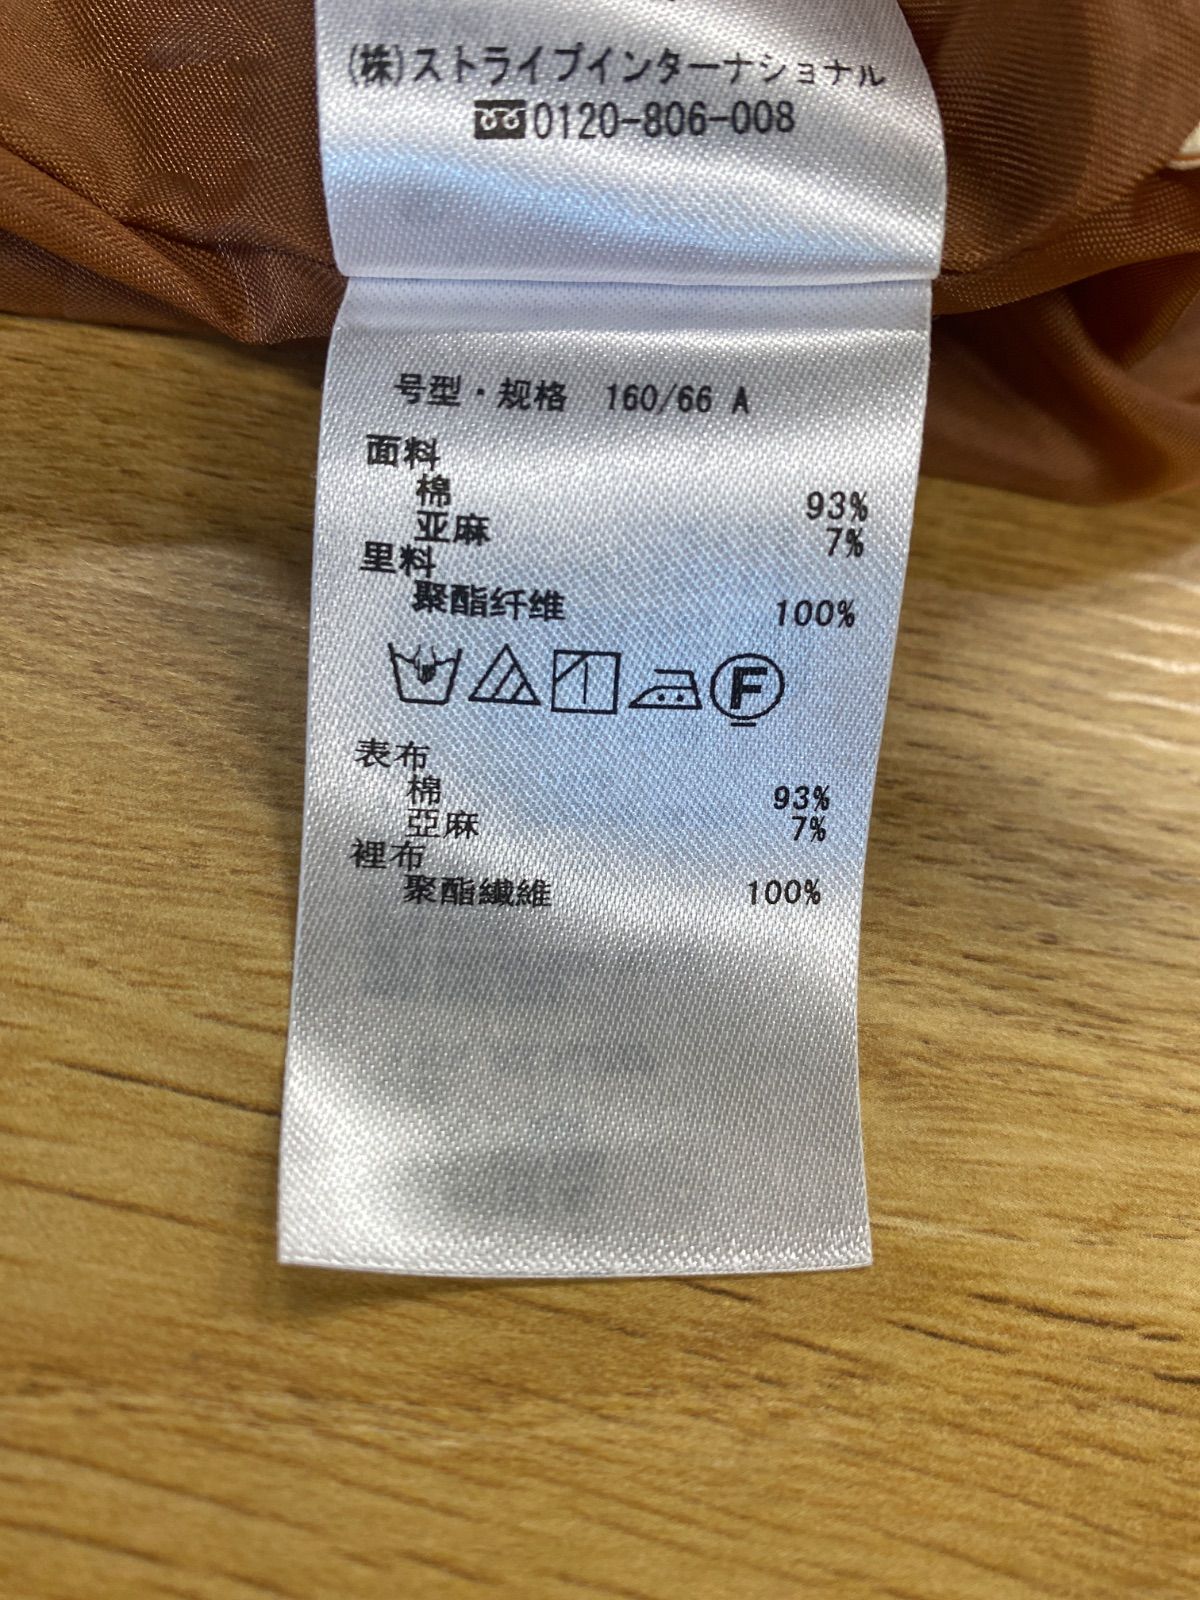 (株)ストライプインターナショナル
0120-806-008
号型・规格 160/66 A
面料
棉 93%
亚麻 7%
里料
聚酯纤维 100%
F
表布
棉 93%
亞麻 7%
裡布
聚酯纖維 100%